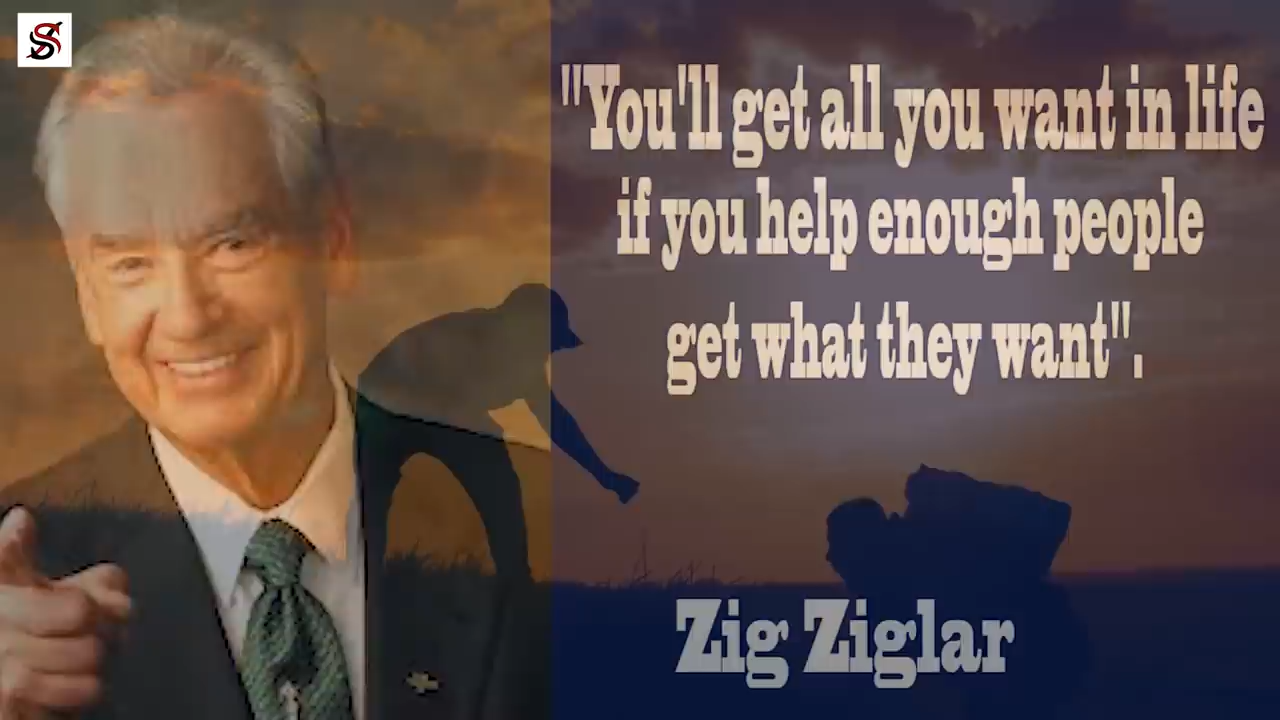 "You'll get all you want in life
if you help enough people
get what they want".
Zig Ziglar